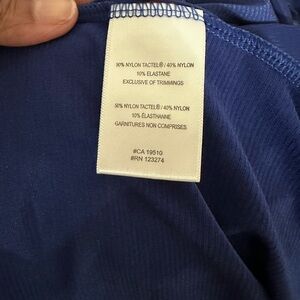 90% NYLON TACTEL® / 40% NYLON
10% ELASTANE
EXCLUSIVE OF TRIMMINGS
50% NYLON TACTEL® / 40% NYLON
10% ÉLASTHANNE
GARNITURES NON COMPRISES
#CA 19510
#RN 123274